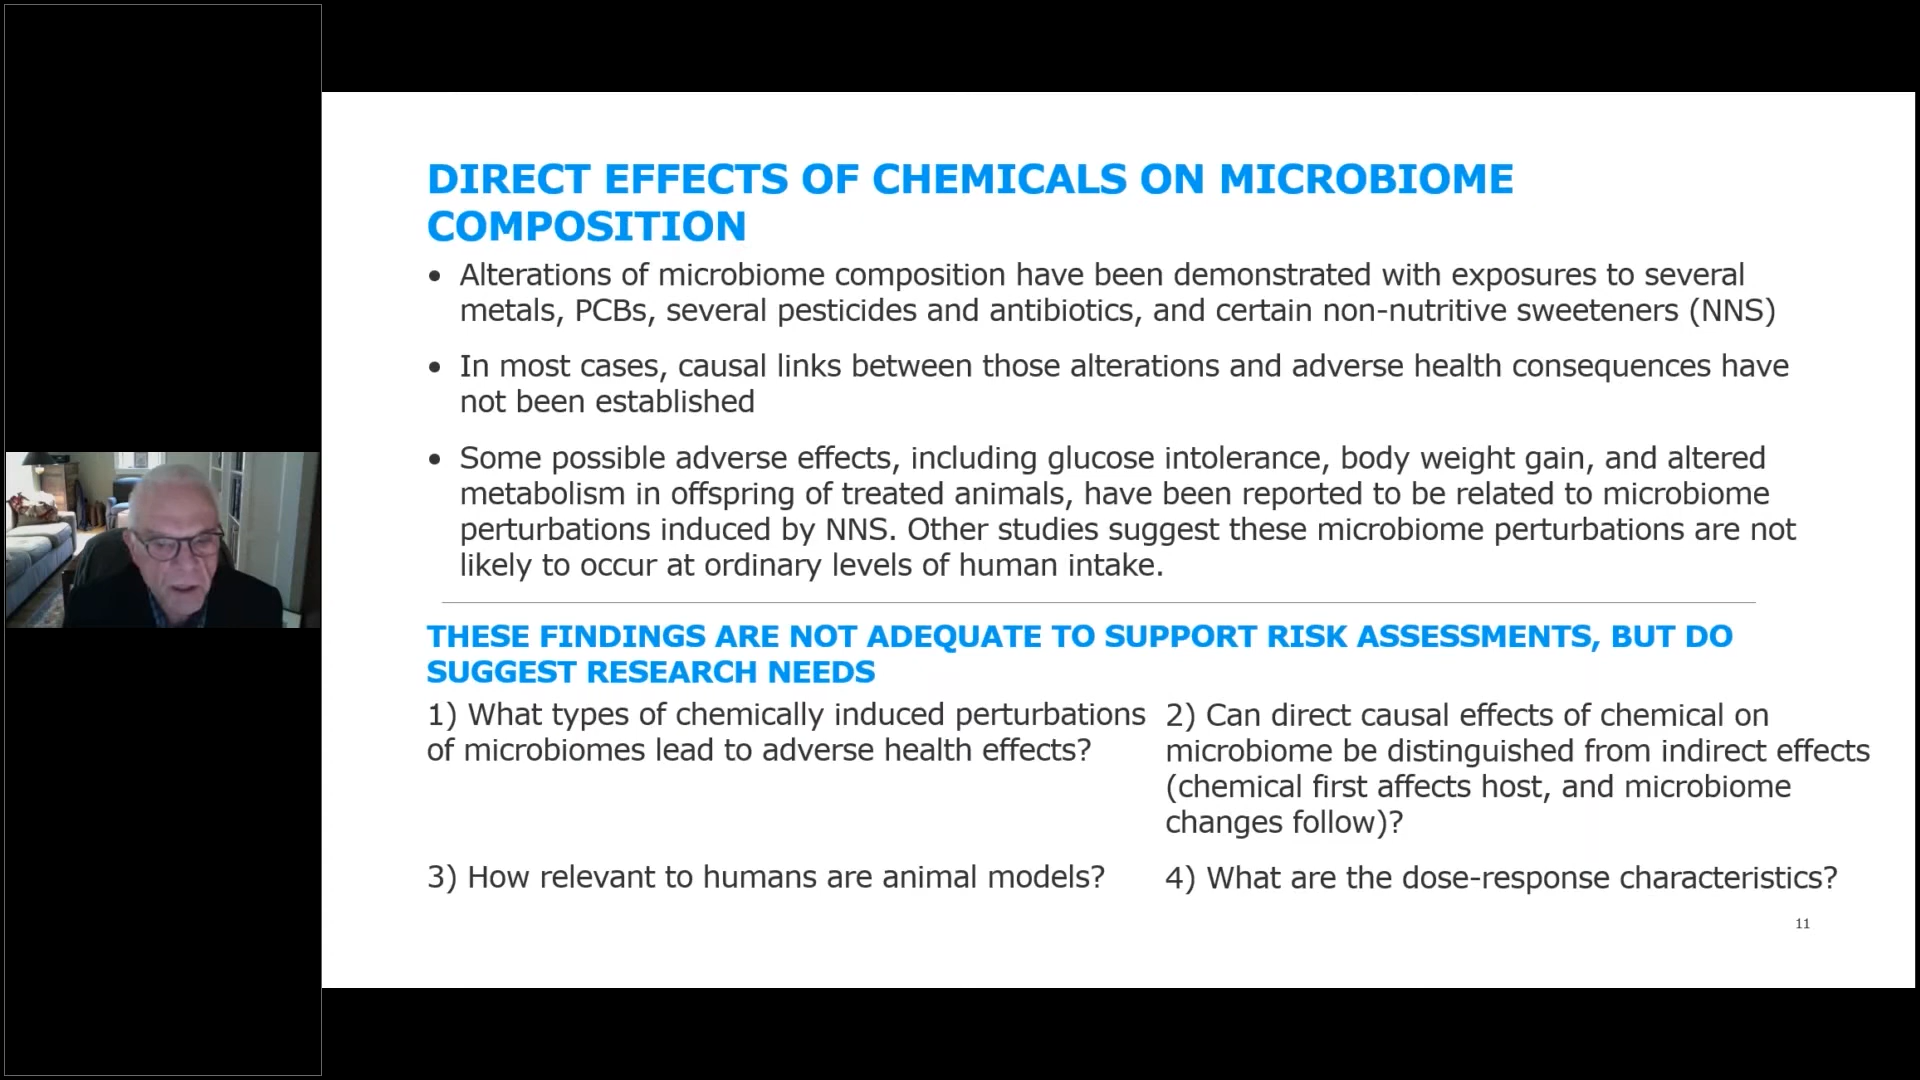 DIRECT EFFECTS OF CHEMICALS ON MICROBIOME
COMPOSITION
• Alterations of microbiome composition have been demonstrated with exposures to several
metals, PCBs, several pesticides and antibiotics, and certain non-nutritive sweeteners (NNS)
• In most cases, causal links between those alterations and adverse health consequences have
not been established
• Some possible adverse effects, including glucose intolerance, body weight gain, and altered
metabolism in offspring of treated animals, have been reported to be related to microbiome
perturbations induced by NNS. Other studies suggest these microbiome perturbations are not
likely to occur at ordinary levels of human intake.
THESE FINDINGS ARE NOT ADEQUATE TO SUPPORT RISK ASSESSMENTS, BUT DO
SUGGEST RESEARCH NEEDS
1) What types of chemically induced perturbations
of microbiomes lead to adverse health effects?
2) Can direct causal effects of chemical on
microbiome be distinguished from indirect effects
(chemical first affects host, and microbiome
changes follow)?
3) How relevant to humans are animal models?
4) What are the dose-response characteristics?
11